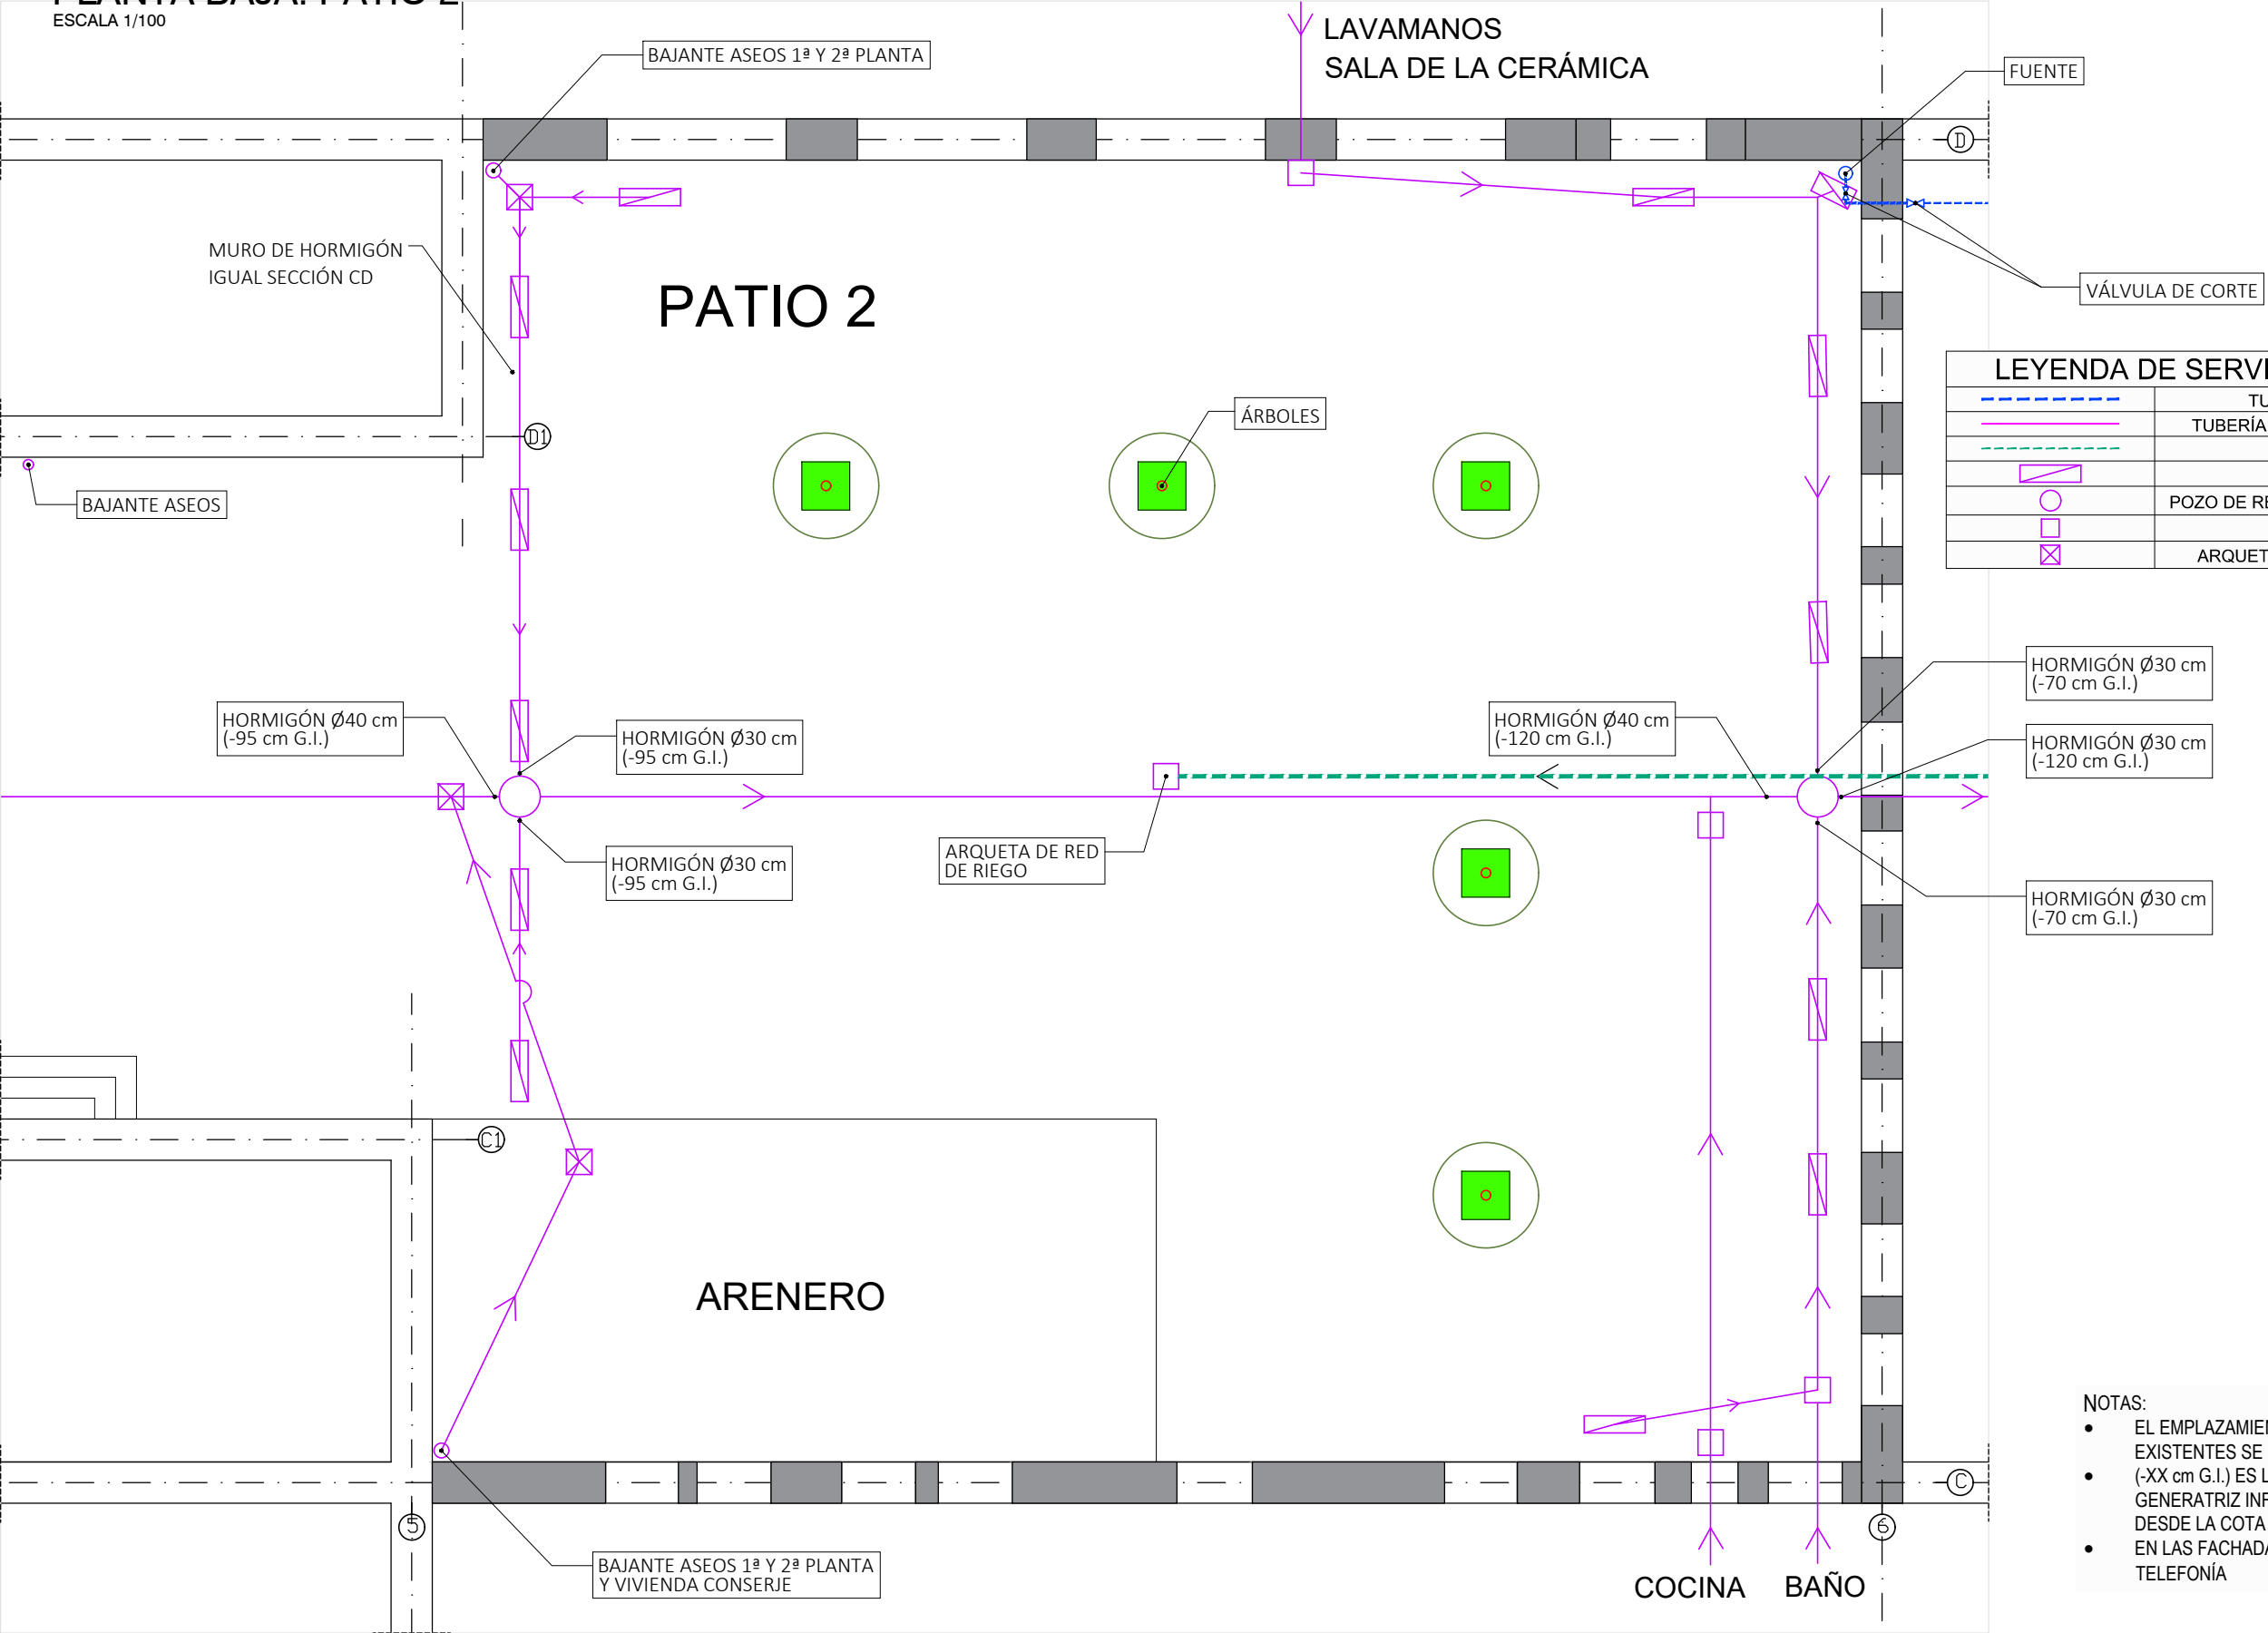 ESCALA 1/100
BAJANTE ASEOS 1ª Y 2ª PLANTA
LAVAMANOS
SALA DE LA CERÁMICA
FUENTE
D
MURO DE HORMIGÓN
IGUAL SECCIÓN CD
PATIO 2
VÁLVULA DE CORTE
LEYENDA DE SERVI
TU
TUBERÍA
POZO DE RE
ARQUET
ÁRBOLES
D1
BAJANTE ASEOS
HORMIGÓN Ø40 cm
(-95 cm G.I.)
HORMIGÓN Ø30 cm
(-95 cm G.I.)
HORMIGÓN Ø40 cm
(-120 cm G.I.)
HORMIGÓN Ø30 cm
(-70 cm G.I.)
HORMIGÓN Ø30 cm
(-120 cm G.I.)
HORMIGÓN Ø30 cm
(-95 cm G.I.)
ARQUETA DE RED
DE RIEGO
HORMIGÓN Ø30 cm
(-70 cm G.I.)
C1
ARENERO
NOTAS:
• EL EMPLAZAMIEN
EXISTENTES SE
• (-XX cm G.I.) ES L
GENERATRIZ INF
DESDE LA COTA
• EN LAS FACHADA
TELEFONÍA
C
5
6
BAJANTE ASEOS 1ª Y 2ª PLANTA
Y VIVIENDA CONSERJE
COCINA
BAÑO